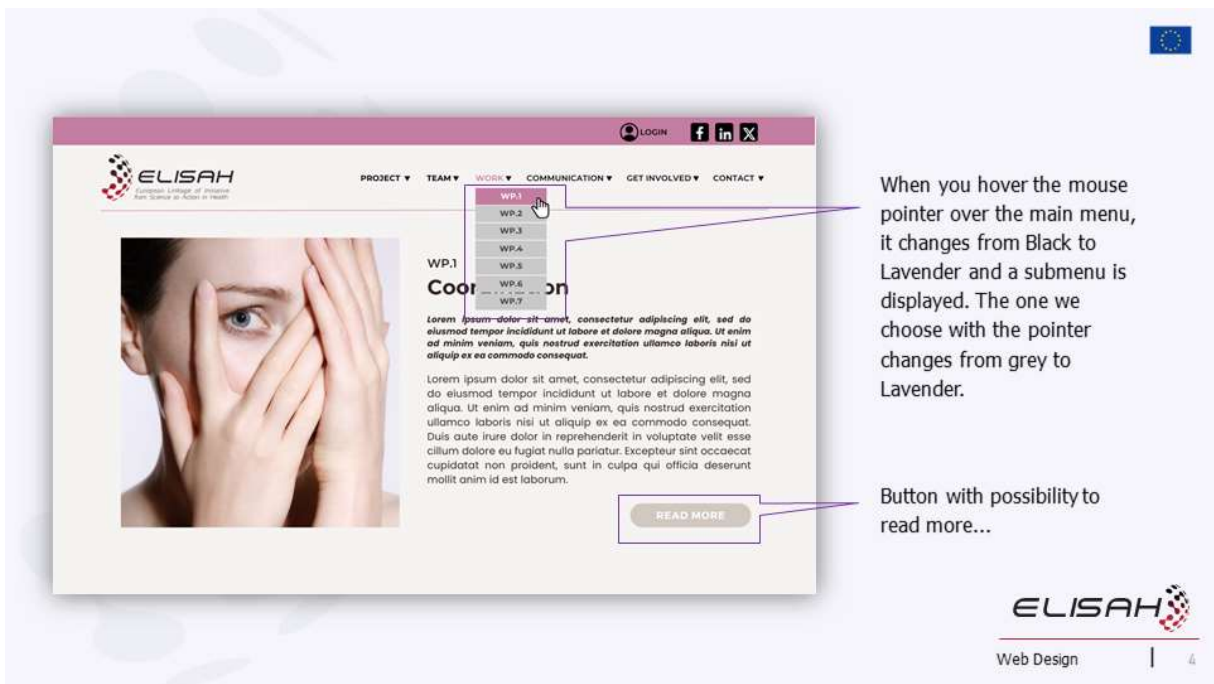 LOGIN
ELISAH
European Linkage of Initiative
from Science to Action in Health
PROJECT ▼ TEAM ▼ WORK ▼ COMMUNICATION ▼ GET INVOLVED ▼ CONTACT ▼
WP.1
WP.2
WP.3
WP.4
WP.5
WP.6
WP.7
WP.1
Coor on
Lorem ipsum dolor sit amet, consectetur adipiscing elit, sed do
eiusmod tempor incididunt ut labore et dolore magna aliqua. Ut enim
ad minim veniam, quis nostrud exercitation ullamco laboris nisi ut
aliquip ex ea commodo consequat.
Lorem ipsum dolor sit amet, consectetur adipiscing elit, sed
do eiusmod tempor incididunt ut labore et dolore magna
aliqua. Ut enim ad minim veniam, quis nostrud exercitation
ullamco laboris nisi ut aliquip ex ea commodo consequat.
Duis aute irure dolor in reprehenderit in voluptate velit esse
cillum dolore eu fugiat nulla pariatur. Excepteur sint occaecat
cupidatat non proident, sunt in culpa qui officia deserunt
mollit anim id est laborum.
READ MORE
When you hover the mouse
pointer over the main menu,
it changes from Black to
Lavender and a submenu is
displayed. The one we
choose with the pointer
changes from grey to
Lavender.
Button with possibility to
read more...
ELISAH
Web Design | 4